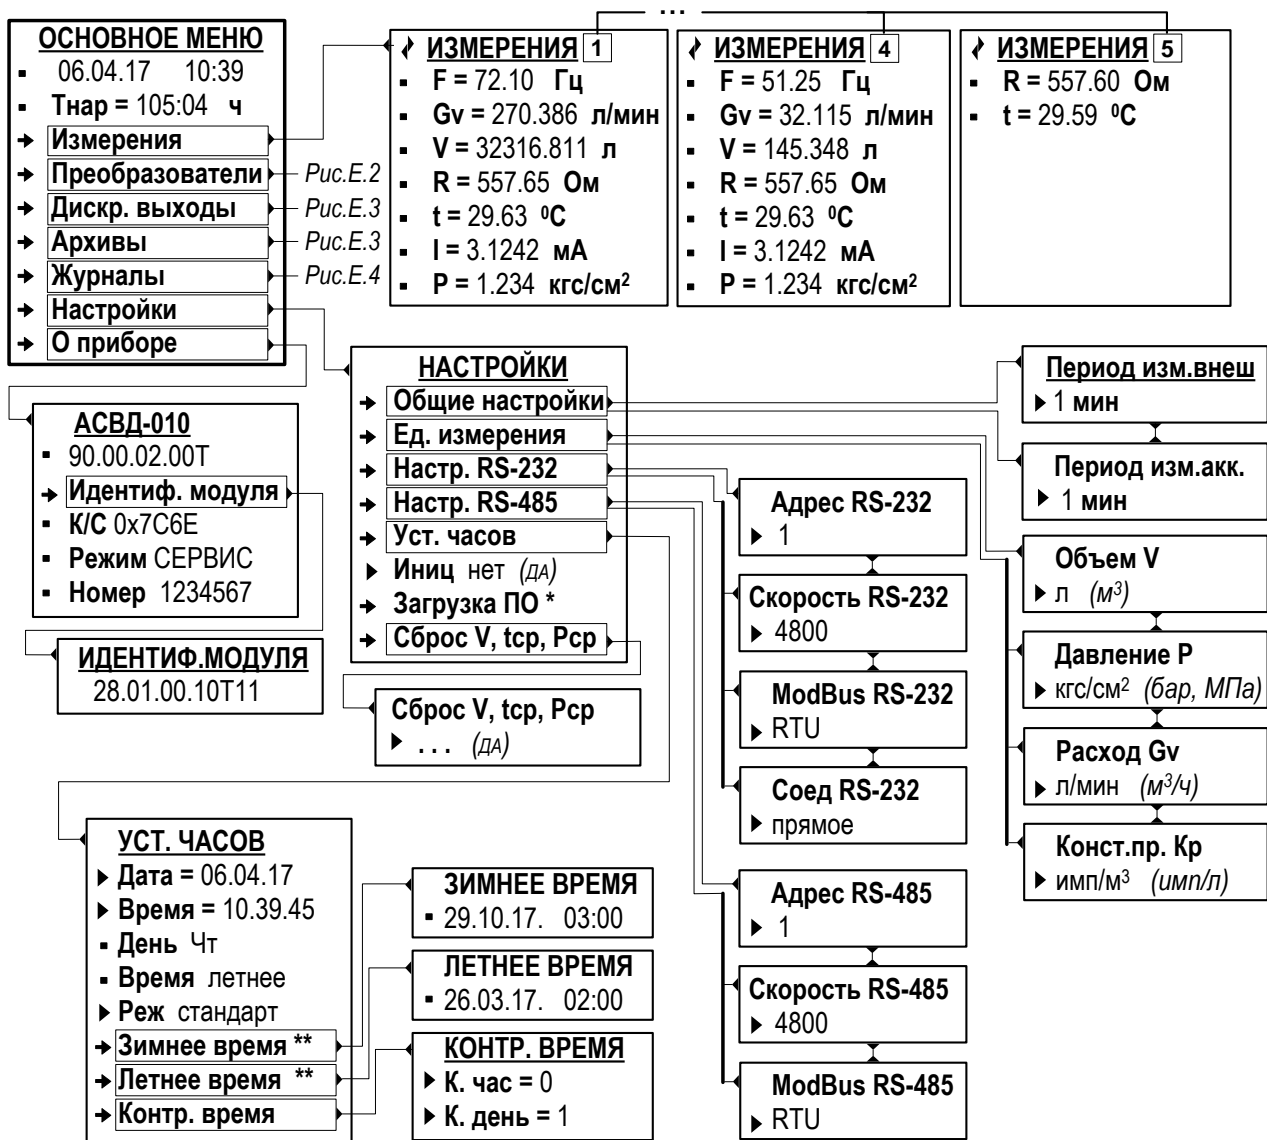 ОСНОВНОЕ МЕНЮ
06.04.17 10:39
Тнар = 105:04 ч
Измерения
Преобразователи
Рис.Е.2
Дискр. выходы
Рис.Е.3
Архивы
Рис.Е.3
Журналы
Рис.Е.4
Настройки
О приборе
...
ИЗМЕРЕНИЯ 1
F = 72.10 Гц
Gv = 270.386 л/мин
V = 32316.811 л
R = 557.65 Ом
t = 29.63 ⁰С
I = 3.1242 мА
P = 1.234 кгс/см²
ИЗМЕРЕНИЯ 4
F = 51.25 Гц
Gv = 32.115 л/мин
V = 145.348 л
R = 557.65 Ом
t = 29.63 ⁰С
I = 3.1242 мА
P = 1.234 кгс/см²
ИЗМЕРЕНИЯ 5
R = 557.60 Ом
t = 29.59 ⁰С
АСВД-010
90.00.02.00Т
Идентиф. модуля
К/С 0x7C6E
Режим СЕРВИС
Номер 1234567
ИДЕНТИФ.МОДУЛЯ
28.01.00.10Т11
НАСТРОЙКИ
Общие настройки
Ед. измерения
Настр. RS-232
Настр. RS-485
Уст. часов
Иниц нет (ДА)
Загрузка ПО *
Сброс V, tср, Рср
Сброс V, tср, Рср
... (ДА)
Период изм.внеш
1 мин
Период изм.акк.
1 мин
Объем V
л (м³)
Давление Р
кгс/см² (бар, МПа)
Расход Gv
л/мин (м³/ч)
Конст.пр. Кр
имп/м³ (имп/л)
Адрес RS-232
1
Скорость RS-232
4800
ModBus RS-232
RTU
Соед RS-232
прямое
Адрес RS-485
1
Скорость RS-485
4800
ModBus RS-485
RTU
УСТ. ЧАСОВ
Дата = 06.04.17
Время = 10.39.45
День Чт
Время летнее
Реж стандарт
Зимнее время **
Летнее время **
Контр. время
ЗИМНЕЕ ВРЕМЯ
29.10.17. 03:00
ЛЕТНЕЕ ВРЕМЯ
26.03.17. 02:00
КОНТР. ВРЕМЯ
К. час = 0
К. день = 1